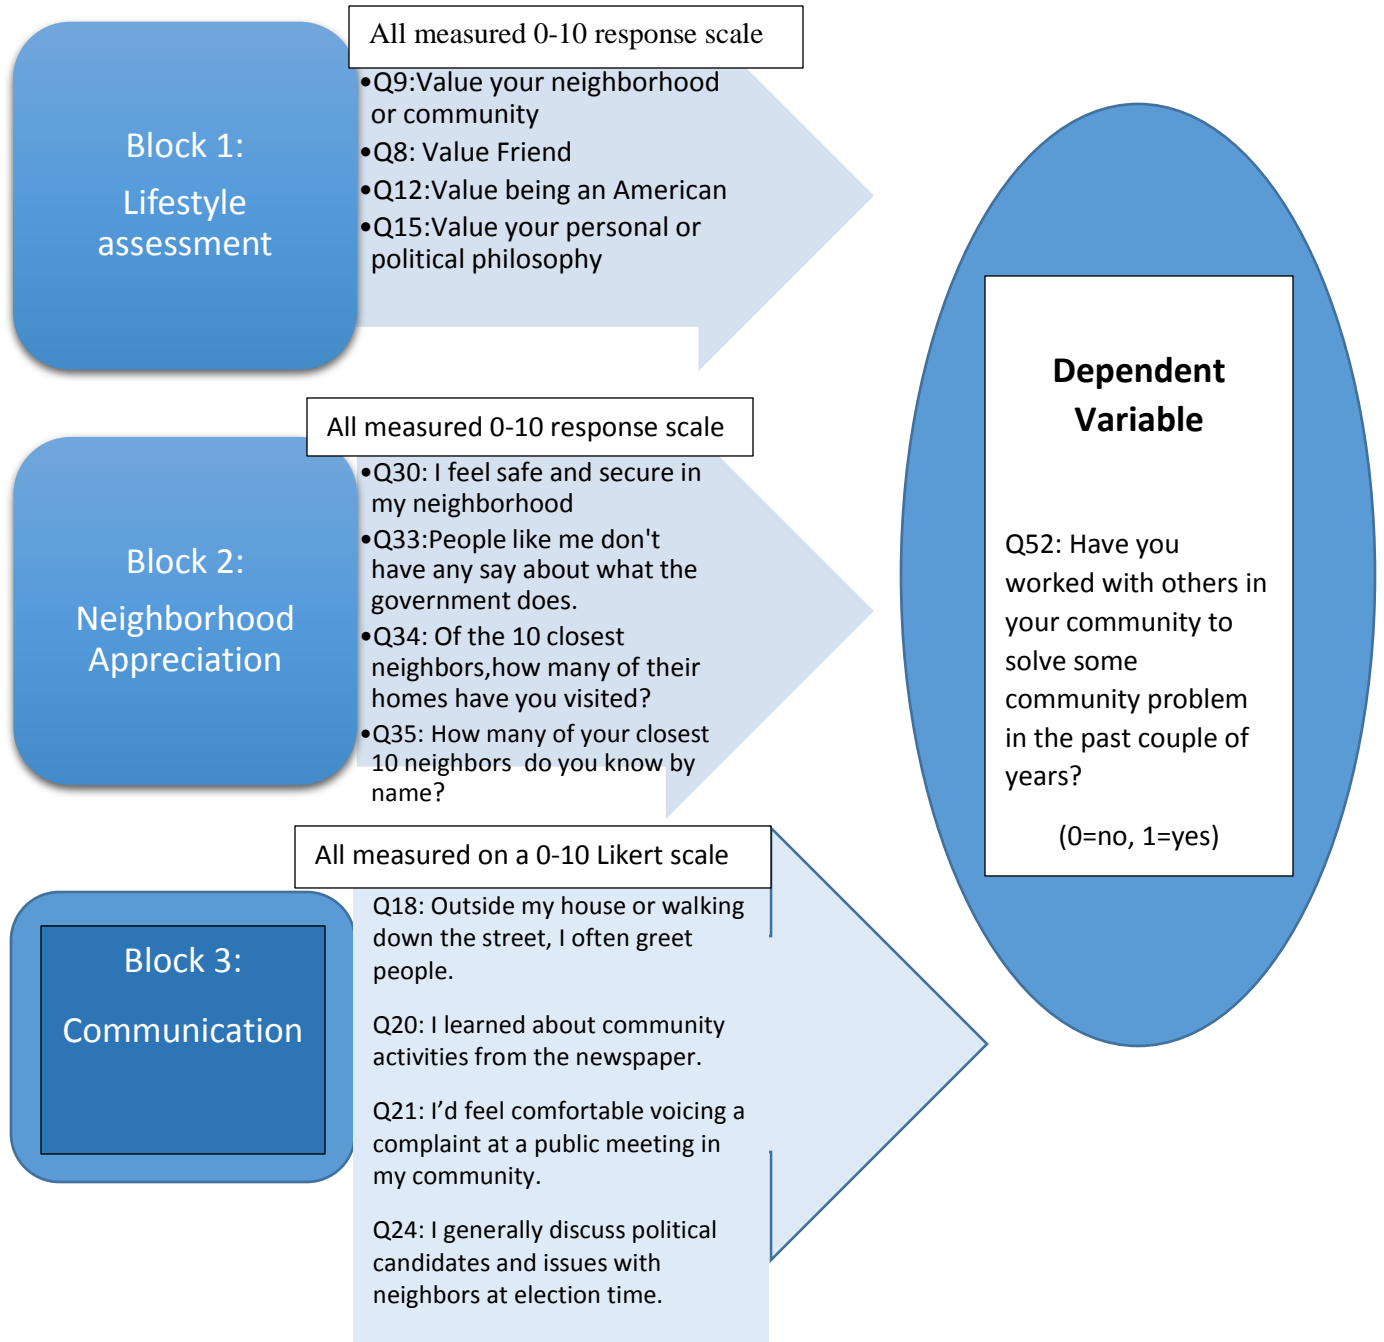 All measured 0-10 response scale
Block 1:
Lifestyle
assessment
•Q9:Value your neighborhood
or community
•Q8: Value Friend
•Q12:Value being an American
•Q15:Value your personal or
political philosophy
All measured 0-10 response scale
Block 2:
Neighborhood
Appreciation
•Q30: I feel safe and secure in
my neighborhood
•Q33:People like me don't
have any say about what the
government does.
•Q34: Of the 10 closest
neighbors,how many of their
homes have you visited?
•Q35: How many of your closest
10 neighbors do you know by
name?
All measured on a 0-10 Likert scale
Block 3:
Communication
Q18: Outside my house or walking
down the street, I often greet
people.
Q20: I learned about community
activities from the newspaper.
Q21: I’d feel comfortable voicing a
complaint at a public meeting in
my community.
Q24: I generally discuss political
candidates and issues with
neighbors at election time.
Dependent
Variable
Q52: Have you
worked with others in
your community to
solve some
community problem
in the past couple of
years?
(0=no, 1=yes)